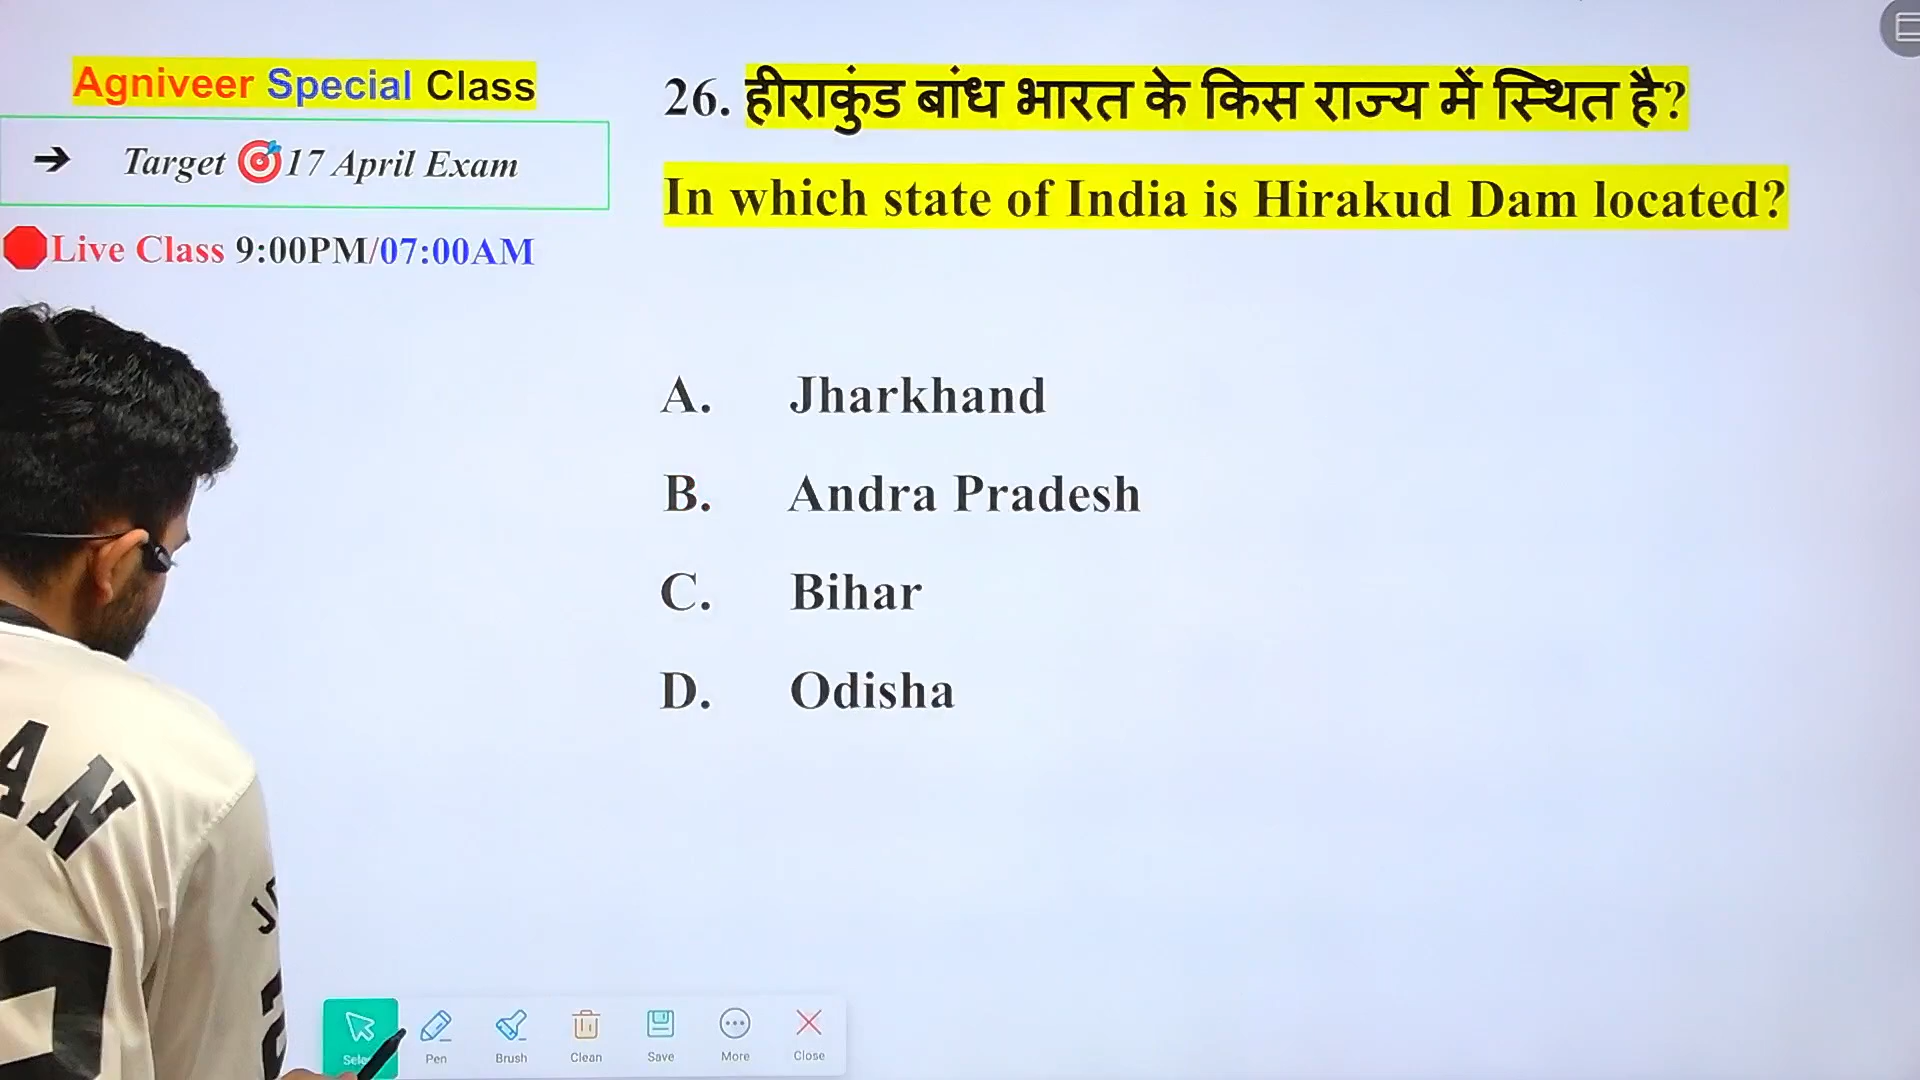 Agniveer Special Class
→ Target 🎯17 April Exam
🛑Live Class 9:00PM/07:00AM
26. हीराकुंड बांध भारत के किस राज्य में स्थित है?
In which state of India is Hirakud Dam located?
A. Jharkhand
B. Andra Pradesh
C. Bihar
D. Odisha
AN
Pen Brush Clean Save More Close